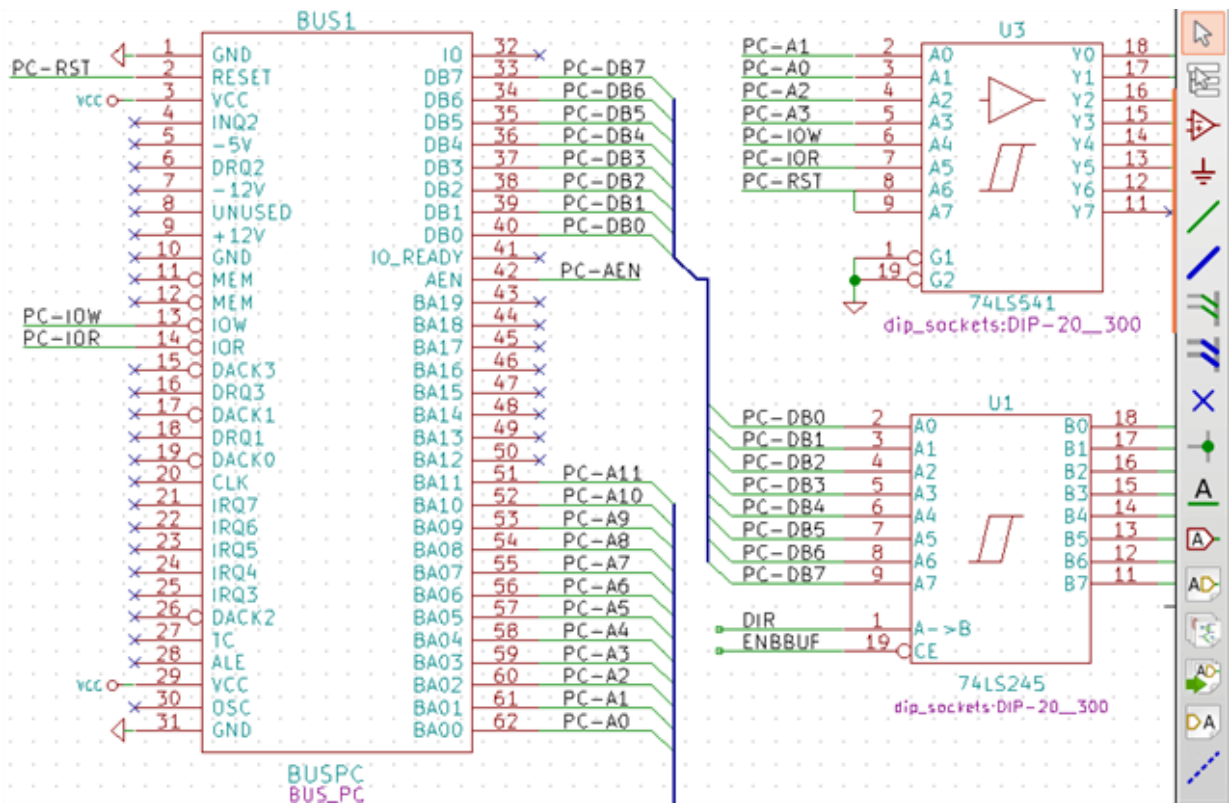 BUS1
1 GND
PC-RST 2 RESET
VCC 3 VCC
4 INQ2
5 -5V
6 DRQ2
7 -12V
8 UNUSED
9 +12V
10 GND
11 MEM
12 MEM
PC-IOW 13 IOW
PC-IOR 14 IOR
15 DACK3
16 DRQ3
17 DACK1
18 DRQ1
19 DACK0
20 CLK
21 IRQ7
22 IRQ6
23 IRQ5
24 IRQ4
25 IRQ3
26 DACK2
27 TC
28 ALE
VCC 29 VCC
30 OSC
31 GND
IO 32
DB7 33 PC-DB7
DB6 34 PC-DB6
DB5 35 PC-DB5
DB4 36 PC-DB4
DB3 37 PC-DB3
DB2 38 PC-DB2
DB1 39 PC-DB1
DB0 40 PC-DB0
IO_READY 41
AEN 42 PC-AEN
BA19 43
BA18 44
BA17 45
BA16 46
BA15 47
BA14 48
BA13 49
BA12 50
BA11 51 PC-A11
BA10 52 PC-A10
BA09 53 PC-A9
BA08 54 PC-A8
BA07 55 PC-A7
BA06 56 PC-A6
BA05 57 PC-A5
BA04 58 PC-A4
BA03 59 PC-A3
BA02 60 PC-A2
BA01 61 PC-A1
BA00 62 PC-A0
BUSPC
BUS_PC
U3
PC-A1 2 A0 Y0 18
PC-A0 3 A1 Y1 17
PC-A2 4 A2 Y2 16
PC-A3 5 A3 Y3 15
PC-IOW 6 A4 Y4 14
PC-IOR 7 A5 Y5 13
PC-RST 8 A6 Y6 12
9 A7 Y7 11
1 G1
19 G2
74LS541
dip_sockets:DIP-20__300
U1
PC-DB0 2 A0 B0 18
PC-DB1 3 A1 B1 17
PC-DB2 4 A2 B2 16
PC-DB3 5 A3 B3 15
PC-DB4 6 A4 B4 14
PC-DB5 7 A5 B5 13
PC-DB6 8 A6 B6 12
PC-DB7 9 A7 B7 11
DIR 1 A->B
ENBBUF 19 CE
74LS245
dip_sockets:DIP-20__300
A
A
AD
AD
DA